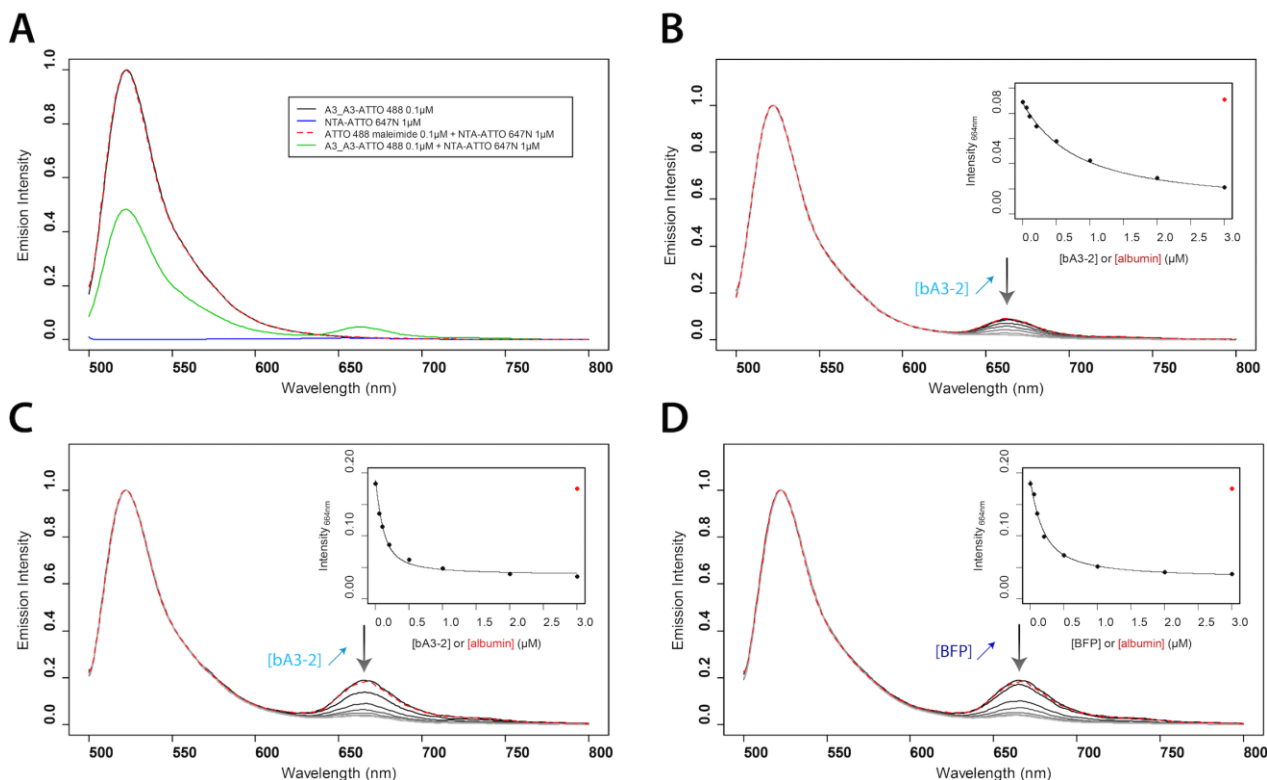 A
Emision Intensity
1.0
0.8
0.6
0.4
0.2
0.0
A3_A3-ATTO 488 0.1µM
NTA-ATTO 647N 1µM
ATTO 488 maleimide 0.1µM + NTA-ATTO 647N 1µM
A3_A3-ATTO 488 0.1µM + NTA-ATTO 647N 1µM
500 550 600 650 700 750 800
Wavelength (nm)
B
Emission Intensity
1.0
0.8
0.6
0.4
0.2
0.0
Intensity 664nm
0.08
0.04
0.00
0.0 0.5 1.0 1.5 2.0 2.5 3.0
[bA3-2] or [albumin] (µM)
[bA3-2]
500 550 600 650 700 750 800
Wavelength (nm)
C
Emission Intensity
1.0
0.8
0.6
0.4
0.2
0.0
Intensity 664nm
0.20
0.10
0.00
0.0 0.5 1.0 1.5 2.0 2.5 3.0
[bA3-2] or [albumin] (µM)
[bA3-2]
500 550 600 650 700 750 800
Wavelength (nm)
D
Emission Intensity
1.0
0.8
0.6
0.4
0.2
0.0
Intensity 664nm
0.20
0.10
0.00
0.0 0.5 1.0 1.5 2.0 2.5 3.0
[BFP] or [albumin] (µM)
[BFP]
500 550 600 650 700 750 800
Wavelength (nm)